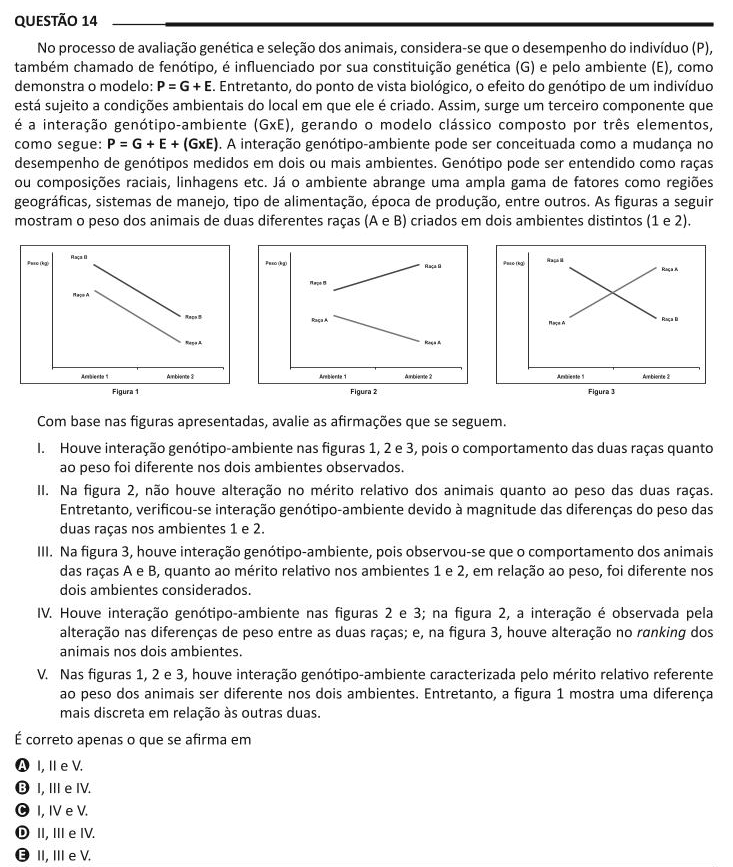 QUESTÃO 14
No processo de avaliação genética e seleção dos animais, considera-se que o desempenho do indivíduo (P),
também chamado de fenótipo, é influenciado por sua constituição genética (G) e pelo ambiente (E), como
demonstra o modelo: P = G + E. Entretanto, do ponto de vista biológico, o efeito do genótipo de um indivíduo
está sujeito a condições ambientais do local em que ele é criado. Assim, surge um terceiro componente que
é a interação genótipo-ambiente (GxE), gerando o modelo clássico composto por três elementos,
como segue: P = G + E + (GxE). A interação genótipo-ambiente pode ser conceituada como a mudança no
desempenho de genótipos medidos em dois ou mais ambientes. Genótipo pode ser entendido como raças
ou composições raciais, linhagens etc. Já o ambiente abrange uma ampla gama de fatores como regiões
geográficas, sistemas de manejo, tipo de alimentação, época de produção, entre outros. As figuras a seguir
mostram o peso dos animais de duas diferentes raças (A e B) criados em dois ambientes distintos (1 e 2).
Peso (kg)
Raça B
Raça A
Raça B
Raça A
Ambiente 1
Ambiente 2
Figura 1
Peso (kg)
Raça B
Raça B
Raça A
Raça A
Ambiente 1
Ambiente 2
Figura 2
Peso (kg)
Raça B
Raça A
Raça A
Raça B
Ambiente 1
Ambiente 2
Figura 3
Com base nas figuras apresentadas, avalie as afirmações que se seguem.
I. Houve interação genótipo-ambiente nas figuras 1, 2 e 3, pois o comportamento das duas raças quanto
ao peso foi diferente nos dois ambientes observados.
II. Na figura 2, não houve alteração no mérito relativo dos animais quanto ao peso das duas raças.
Entretanto, verificou-se interação genótipo-ambiente devido à magnitude das diferenças do peso das
duas raças nos ambientes 1 e 2.
III. Na figura 3, houve interação genótipo-ambiente, pois observou-se que o comportamento dos animais
das raças A e B, quanto ao mérito relativo nos ambientes 1 e 2, em relação ao peso, foi diferente nos
dois ambientes considerados.
IV. Houve interação genótipo-ambiente nas figuras 2 e 3; na figura 2, a interação é observada pela
alteração nas diferenças de peso entre as duas raças; e, na figura 3, houve alteração no ranking dos
animais nos dois ambientes.
V. Nas figuras 1, 2 e 3, houve interação genótipo-ambiente caracterizada pelo mérito relativo referente
ao peso dos animais ser diferente nos dois ambientes. Entretanto, a figura 1 mostra uma diferença
mais discreta em relação às outras duas.
É correto apenas o que se afirma em
A I, II e V.
B I, III e IV.
C I, IV e V.
D II, III e IV.
E II, III e V.